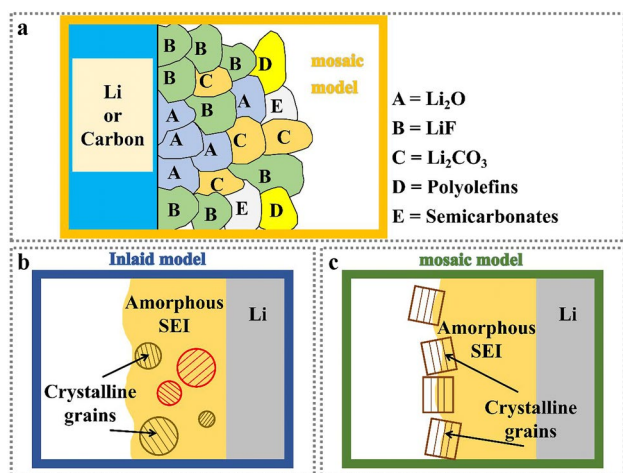 a
mosaic
model
Li
or
Carbon
B
B
B
B
D
C
A
A
B
A
E
A
A
C
C
A
C
B
B
B
E
D
A = Li₂O
B = LiF
C = Li₂CO₃
D = Polyolefins
E = Semicarbonates
b
Inlaid model
Amorphous
SEI
Li
Crystalline
grains
c
mosaic model
Amorphous
SEI
Li
Crystalline
grains